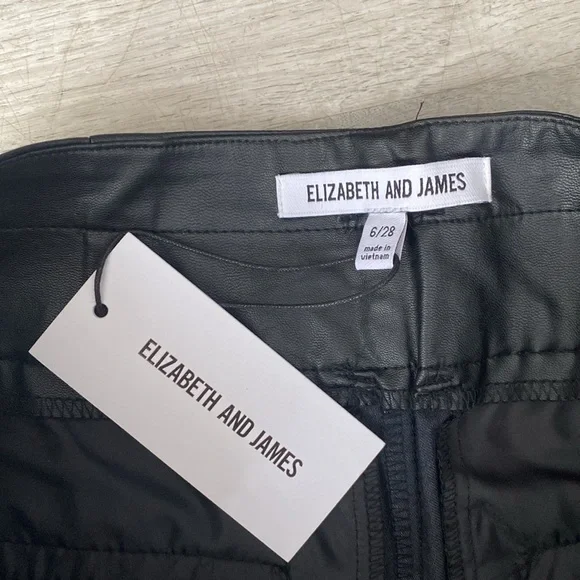 ELIZABETH AND JAMES
6/28
made in
vietnam
ELIZABETH AND JAMES